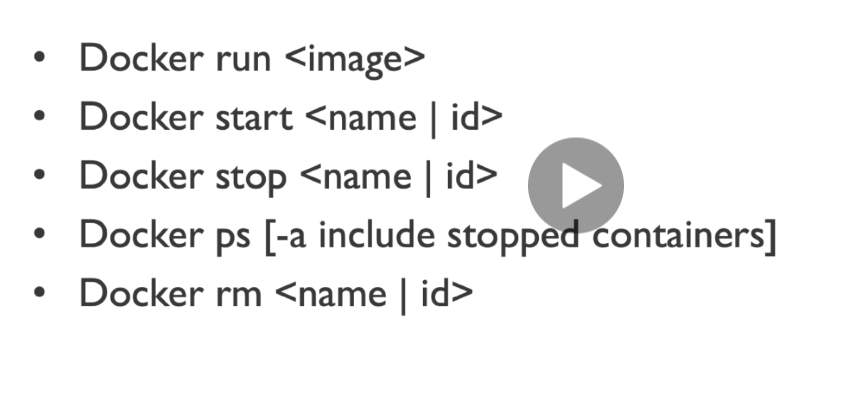 • Docker run <image>
• Docker start <name | id>
• Docker stop <name | id>
• Docker ps [-a include stopped containers]
• Docker rm <name | id>